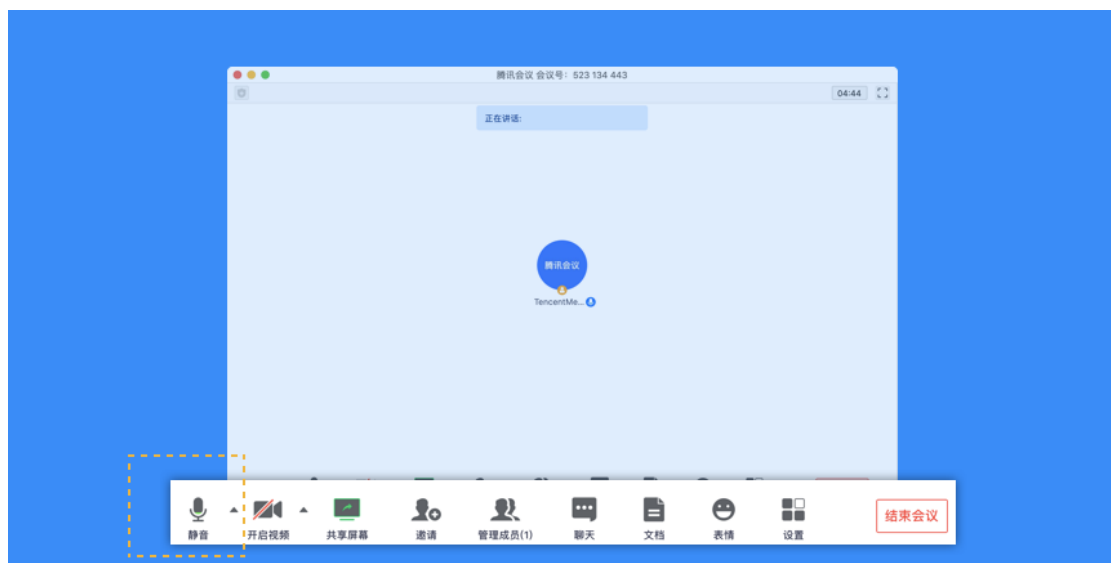 腾讯会议 会议号：523 134 443
04:44
正在讲话:
腾讯会议
TencentMe...
静音
开启视频
共享屏幕
邀请
管理成员(1)
聊天
文档
表情
设置
结束会议